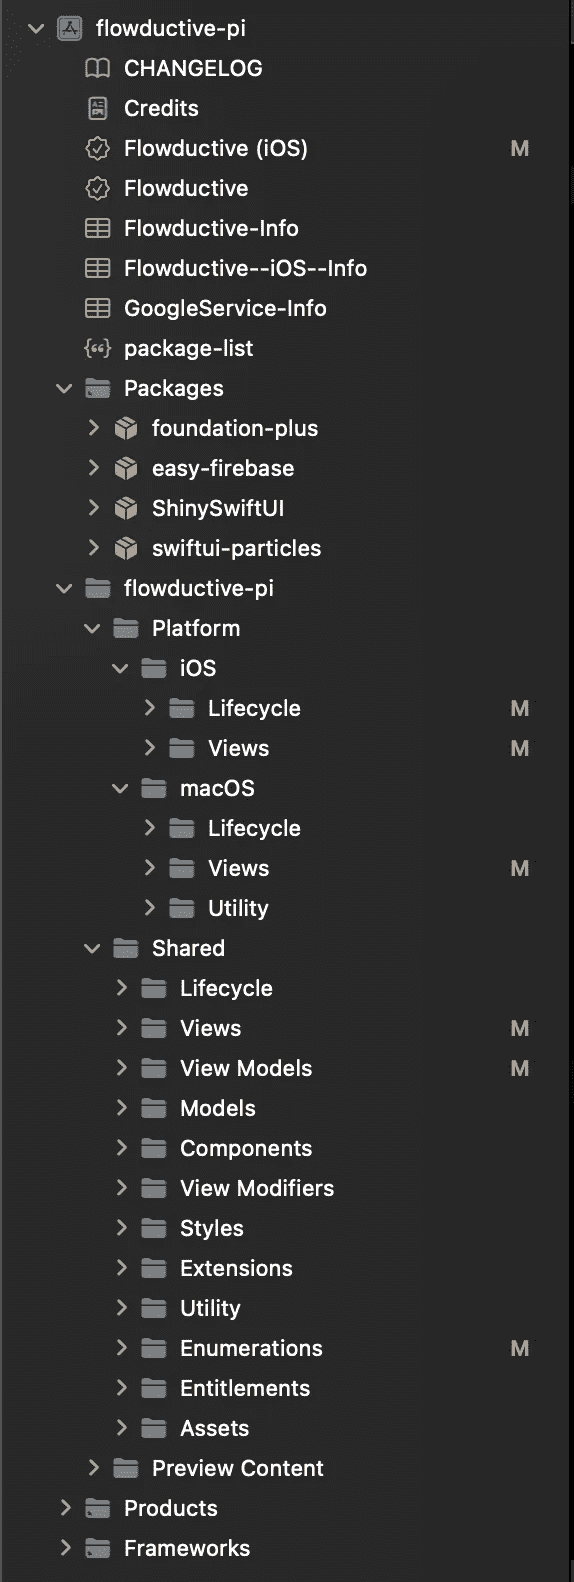 flowductive-pi
CHANGELOG
Credits
Flowductive (iOS) M
Flowductive
Flowductive-Info
Flowductive--iOS--Info
GoogleService-Info
package-list
Packages
foundation-plus
easy-firebase
ShinySwiftUI
swiftui-particles
flowductive-pi
Platform
iOS
Lifecycle M
Views M
macOS
Lifecycle
Views M
Utility
Shared
Lifecycle
Views M
View Models M
Models
Components
View Modifiers
Styles
Extensions
Utility
Enumerations M
Entitlements
Assets
Preview Content
Products
Frameworks